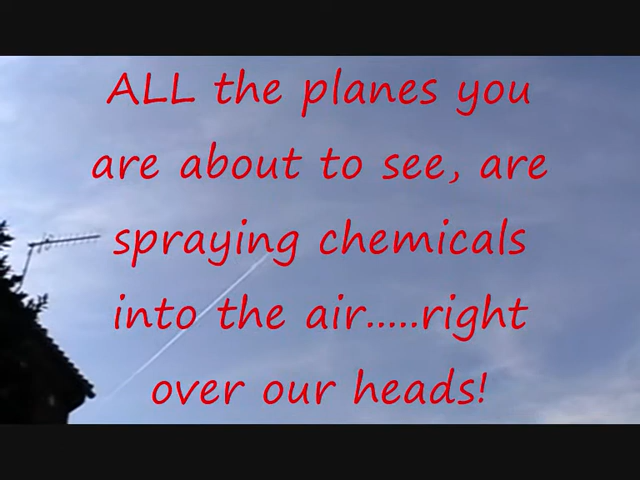 ALL the planes you
are about to see, are
spraying chemicals
into the air.....right
over our heads!